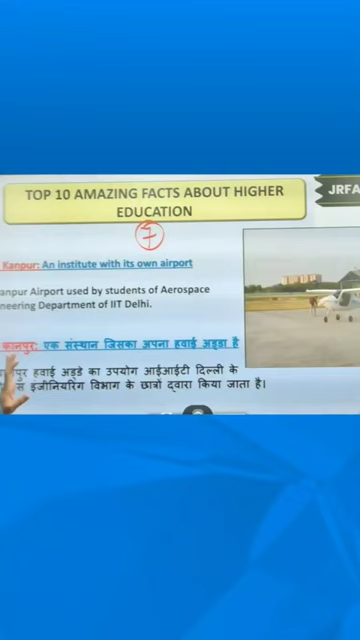 TOP 10 AMAZING FACTS ABOUT HIGHER
EDUCATION
JRFA
7
Kanpur: An institute with its own airport
anpur Airport used by students of Aerospace
neering Department of IIT Delhi.
कानपुर: एक संस्थान जिसका अपना हवाई अड्डा है
पुर हवाई अड्डे का उपयोग आईआईटी दिल्ली के
स इंजीनियरिंग विभाग के छात्रों द्वारा किया जाता है।